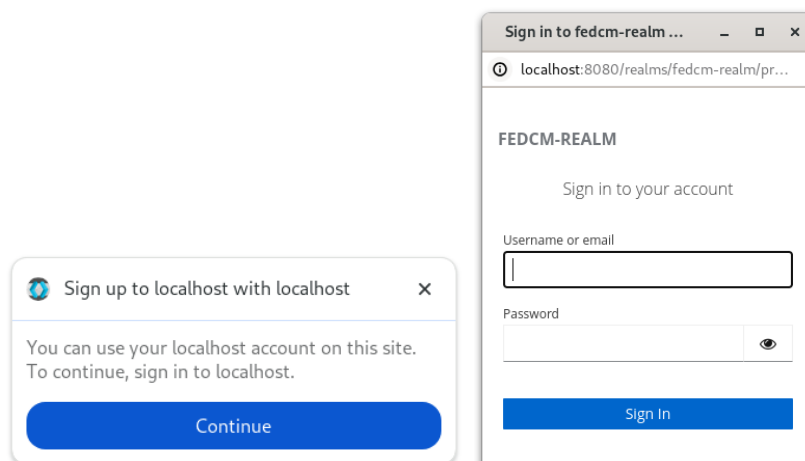 Sign up to localhost with localhost
You can use your localhost account on this site.
To continue, sign in to localhost.
Continue
Sign in to fedcm-realm ...
localhost:8080/realms/fedcm-realm/pr...
FEDCM-REALM
Sign in to your account
Username or email
Password
Sign In